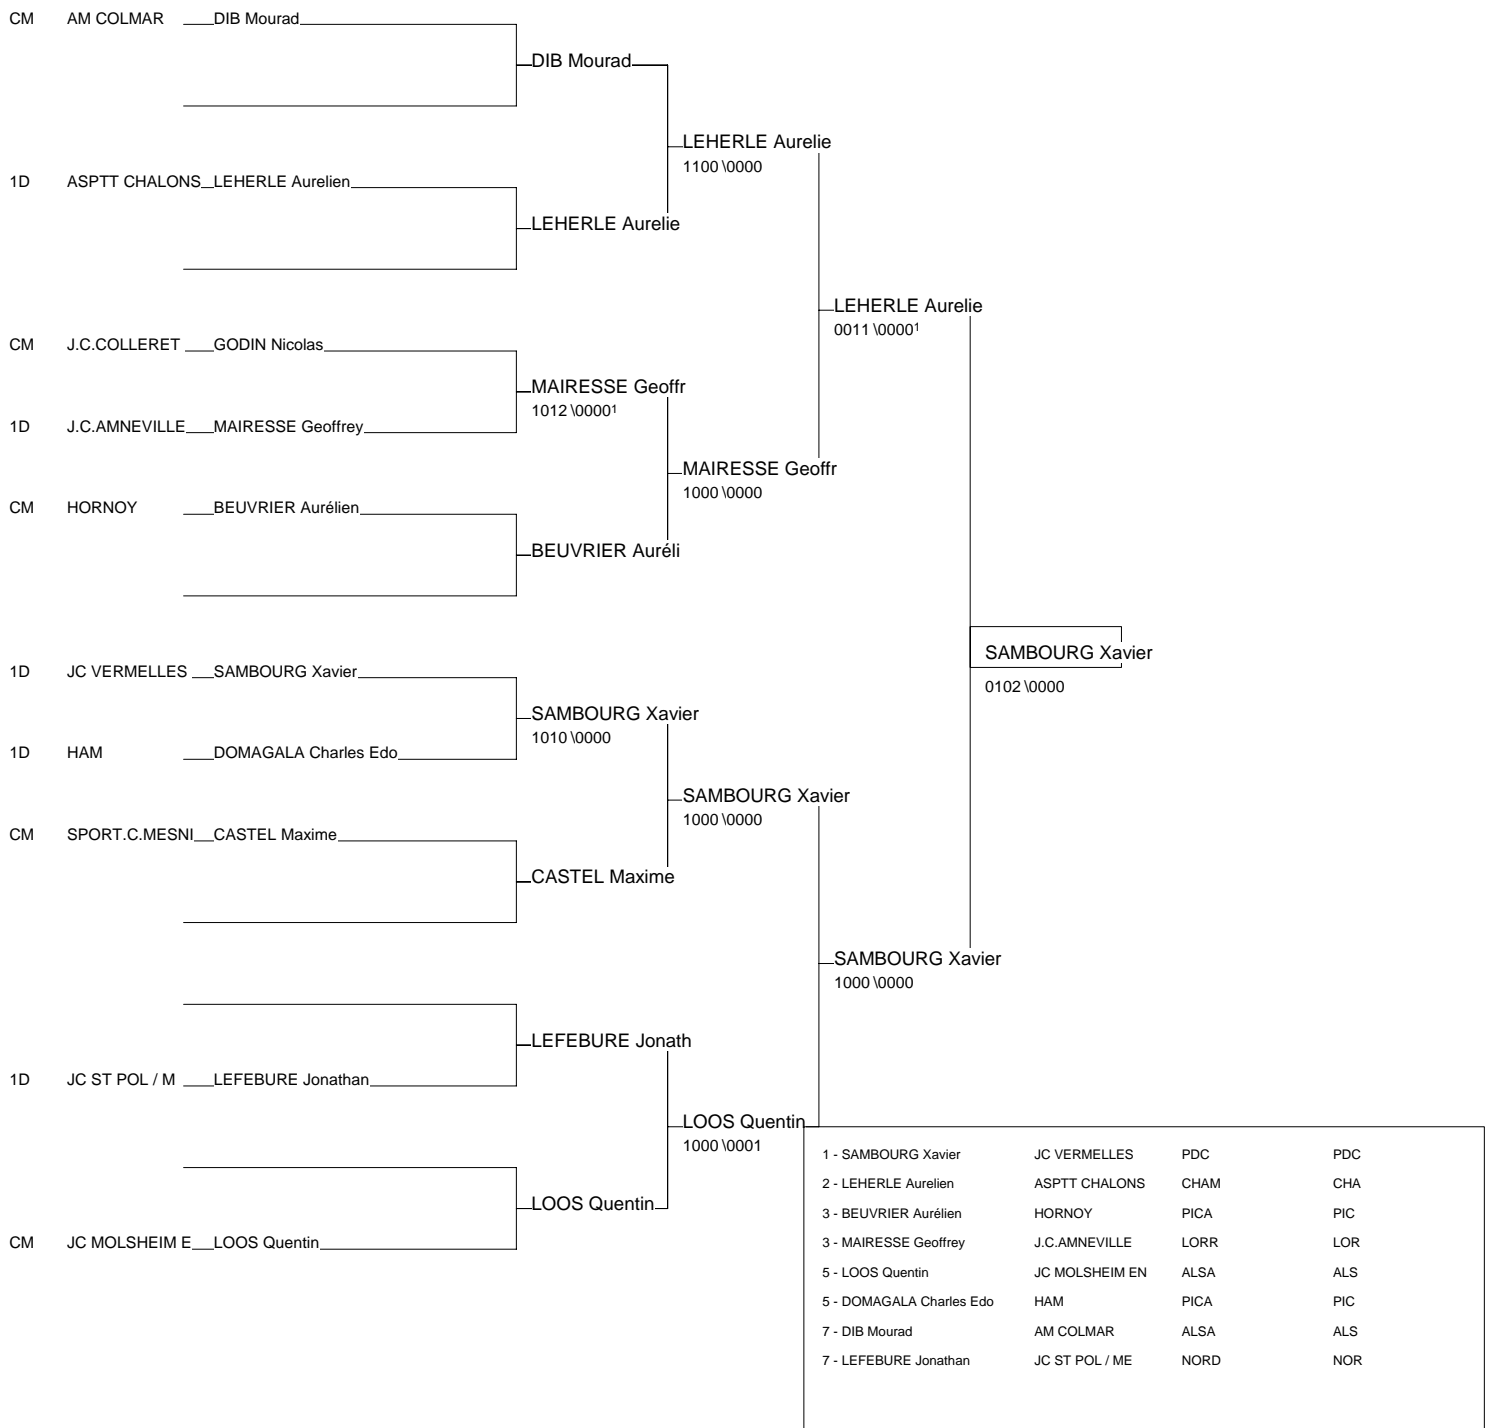 CM AM COLMAR DIB Mourad
DIB Mourad
LEHERLE Aurelie
1100 \0000
1D ASPTT CHALONS LEHERLE Aurelien
LEHERLE Aurelie
LEHERLE Aurelie
0011 \0000¹
CM J.C.COLLERET GODIN Nicolas
MAIRESSE Geoffr
1012 \0000¹
1D J.C.AMNEVILLE MAIRESSE Geoffrey
MAIRESSE Geoffr
1000 \0000
CM HORNOY BEUVRIER Aurélien
BEUVRIER Auréli
SAMBOURG Xavier
0102 \0000
1D JC VERMELLES SAMBOURG Xavier
SAMBOURG Xavier
1010 \0000
1D HAM DOMAGALA Charles Edo
SAMBOURG Xavier
1000 \0000
CM SPORT.C.MESNI CASTEL Maxime
CASTEL Maxime
SAMBOURG Xavier
1000 \0000
LEFEBURE Jonath
1D JC ST POL / M LEFEBURE Jonathan
LOOS Quentin
1000 \0001
LOOS Quentin
CM JC MOLSHEIM E LOOS Quentin
1 - SAMBOURG Xavier JC VERMELLES PDC PDC
2 - LEHERLE Aurelien ASPTT CHALONS CHAM CHA
3 - BEUVRIER Aurélien HORNOY PICA PIC
3 - MAIRESSE Geoffrey J.C.AMNEVILLE LORR LOR
5 - LOOS Quentin JC MOLSHEIM EN ALSA ALS
5 - DOMAGALA Charles Edo HAM PICA PIC
7 - DIB Mourad AM COLMAR ALSA ALS
7 - LEFEBURE Jonathan JC ST POL / ME NORD NOR